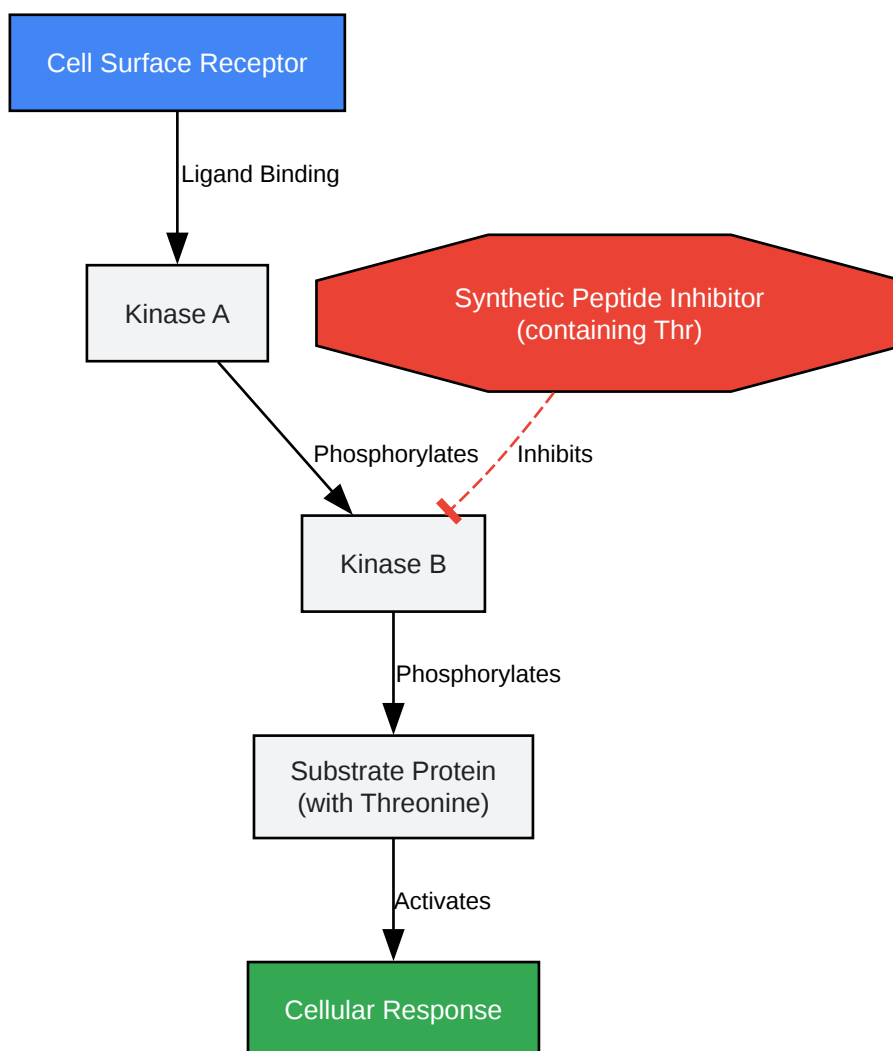 Cell Surface Receptor
Ligand Binding
Kinase A
Synthetic Peptide Inhibitor
(containing Thr)
Phosphorylates
Inhibits
Kinase B
Phosphorylates
Substrate Protein
(with Threonine)
Activates
Cellular Response